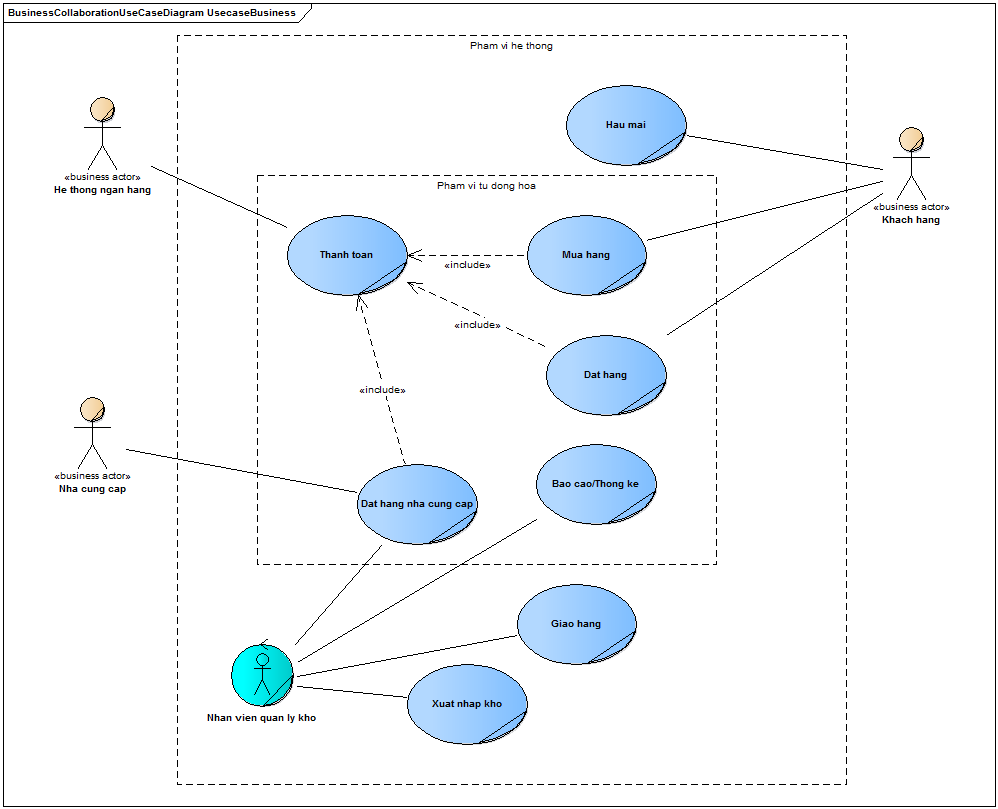 BusinessCollaborationUseCaseDiagram UsecaseBusiness
Pham vi he thong
Hau mai
«business actor»
He thong ngan hang
Pham vi tu dong hoa
«business actor»
Khach hang
Thanh toan
«include»
Mua hang
«include»
Dat hang
«include»
«business actor»
Nha cung cap
Dat hang nha cung cap
Bao cao/Thong ke
Giao hang
Nhan vien quan ly kho
Xuat nhap kho